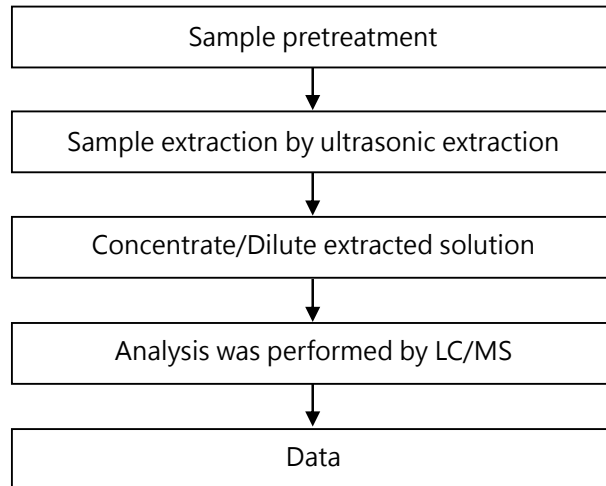 Sample pretreatment
Sample extraction by ultrasonic extraction
Concentrate/Dilute extracted solution
Analysis was performed by LC/MS
Data